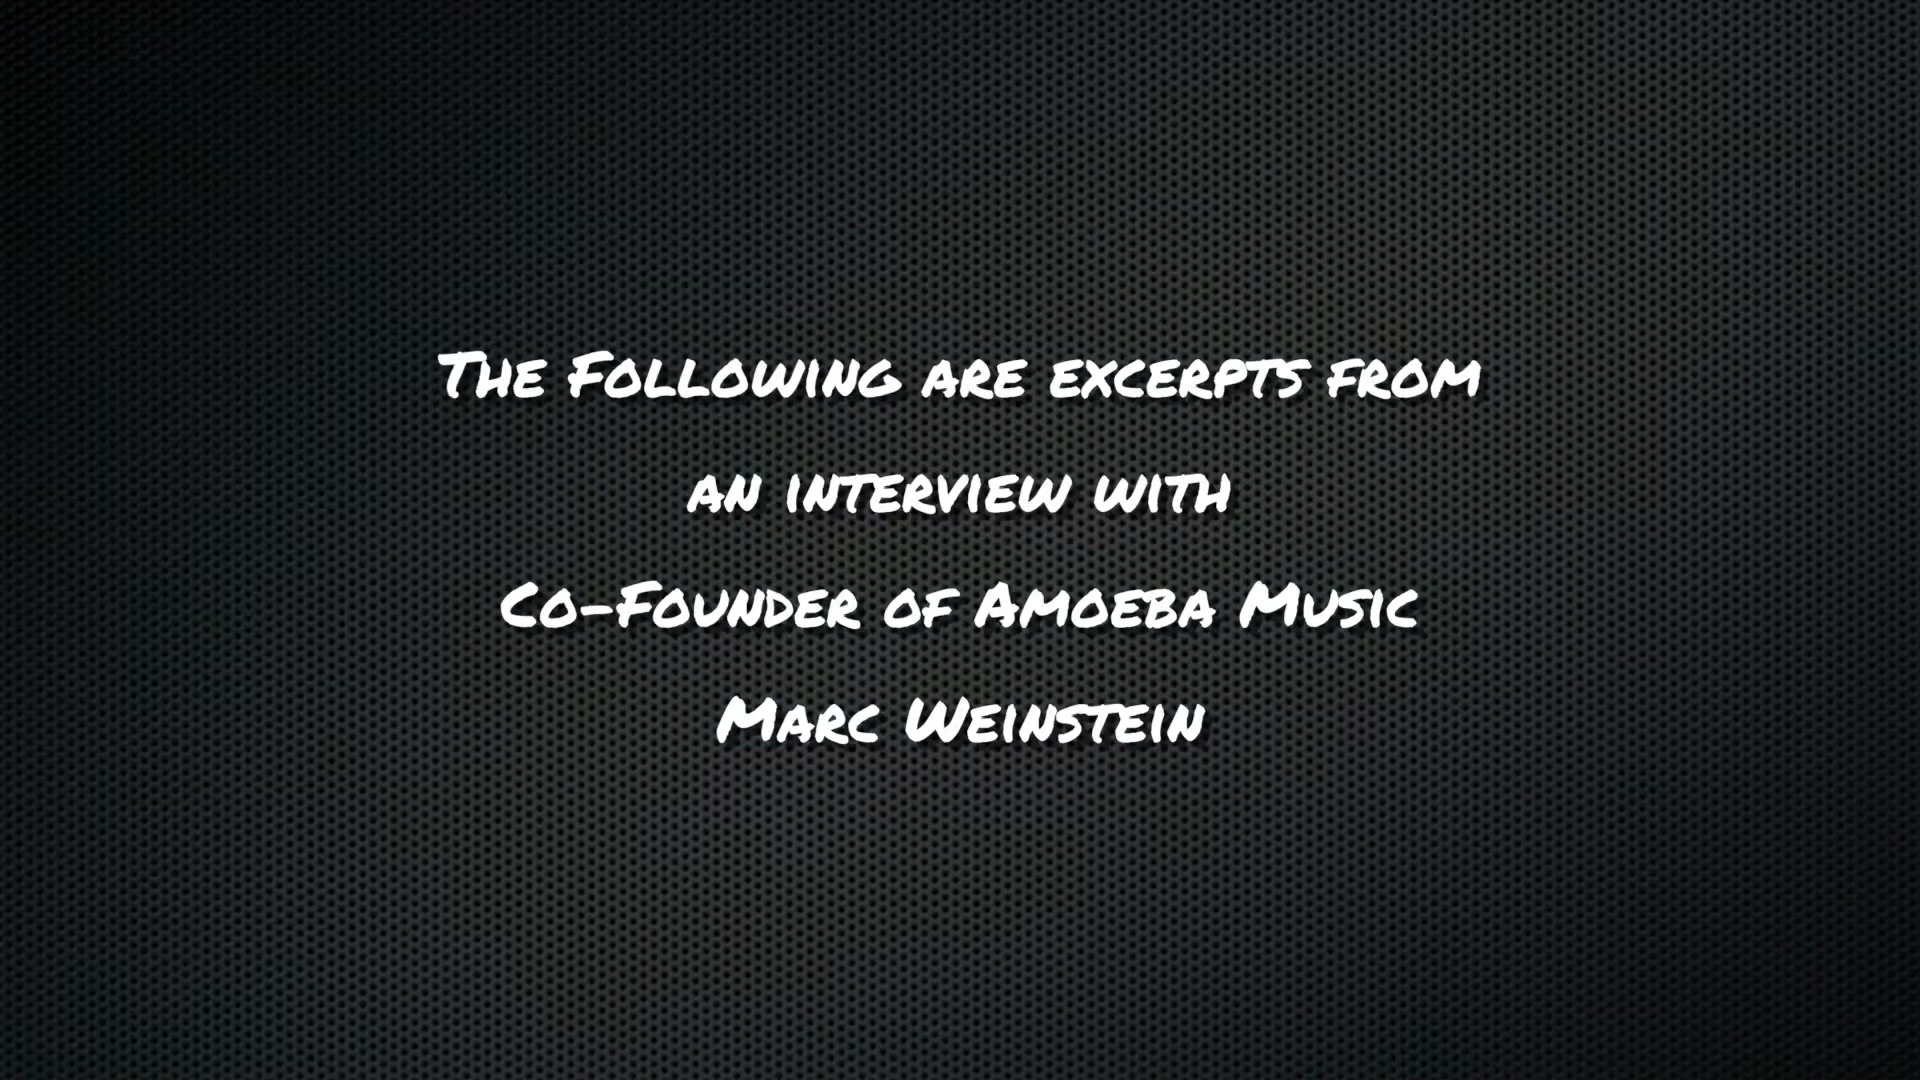 The Following are excerpts from
an interview with
Co-Founder of Amoeba Music
Marc Weinstein